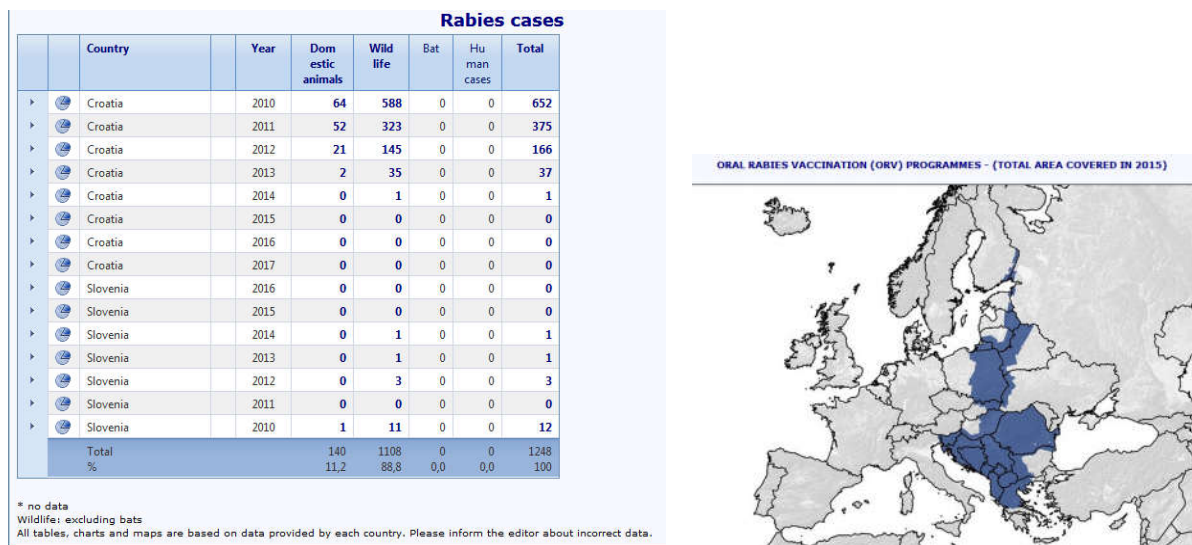 Rabies cases
Country Year Dom estic animals Wild life Bat Hu man cases Total
Croatia 2010 64 588 0 0 652
Croatia 2011 52 323 0 0 375
Croatia 2012 21 145 0 0 166
Croatia 2013 2 35 0 0 37
Croatia 2014 0 1 0 0 1
Croatia 2015 0 0 0 0 0
Croatia 2016 0 0 0 0 0
Croatia 2017 0 0 0 0 0
Slovenia 2016 0 0 0 0 0
Slovenia 2015 0 0 0 0 0
Slovenia 2014 0 1 0 0 1
Slovenia 2013 0 1 0 0 1
Slovenia 2012 0 3 0 0 3
Slovenia 2011 0 0 0 0 0
Slovenia 2010 1 11 0 0 12
Total 140 1108 0 0 1248
% 11,2 88,8 0,0 0,0 100
* no data
Wildlife: excluding bats
All tables, charts and maps are based on data provided by each country. Please inform the editor about incorrect data.
ORAL RABIES VACCINATION (ORV) PROGRAMMES - (TOTAL AREA COVERED IN 2015)